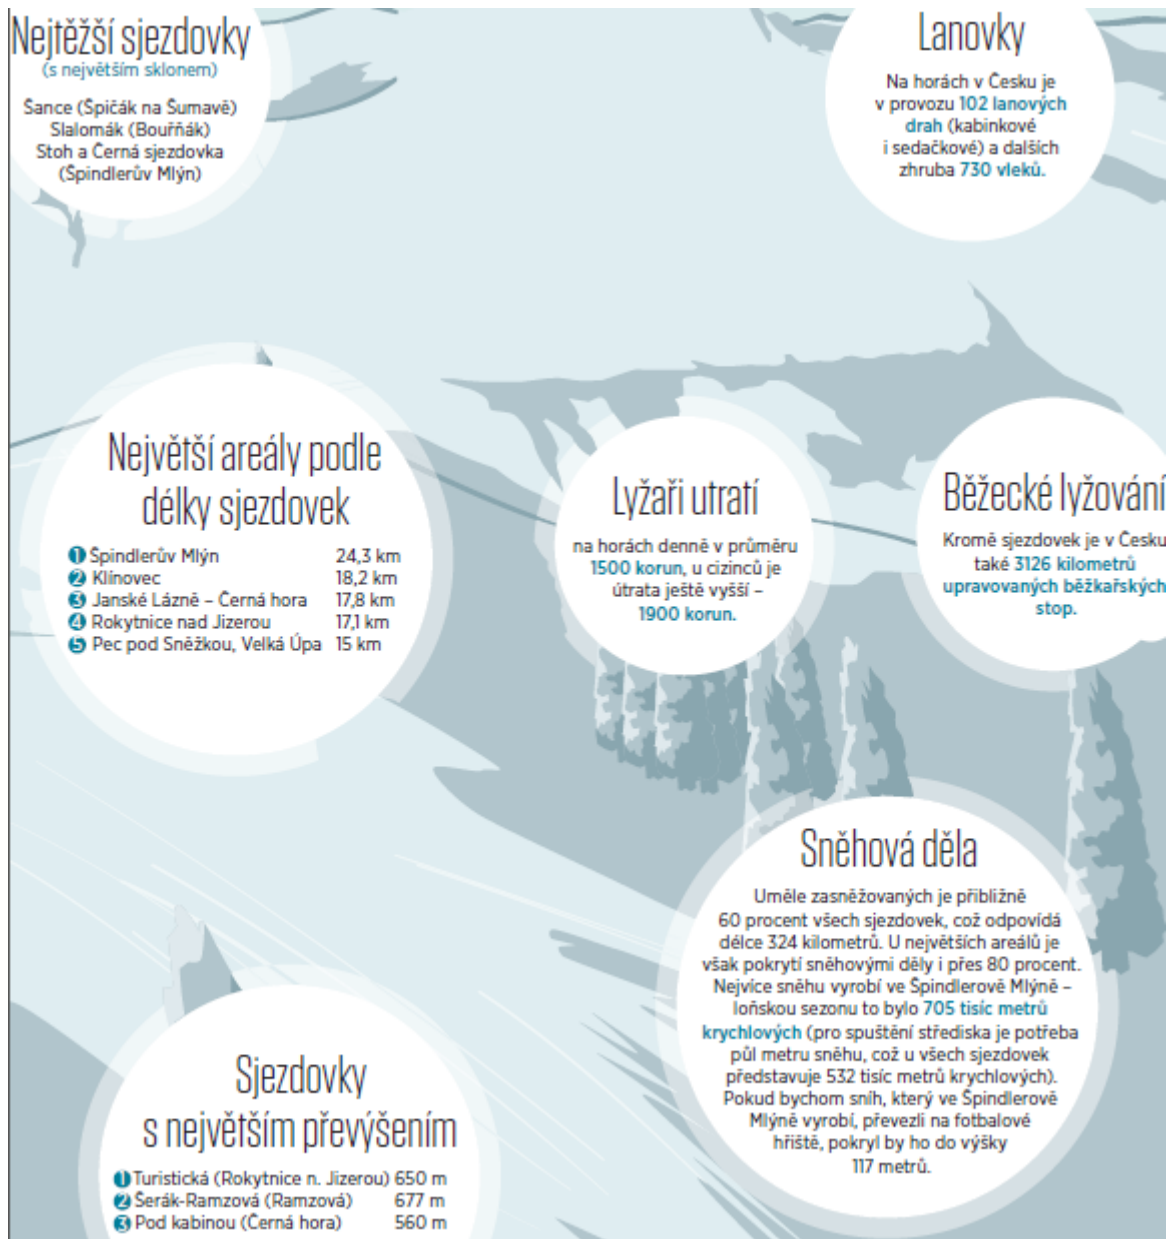 Nejtěžší sjezdovky
(s největším sklonem)
Šance (Špičák na Šumavě)
Slalomák (Bouřňák)
Stoh a Černá sjezdovka
(Špindlerův Mlýn)
Lanovky
Na horách v Česku je
v provozu 102 lanových
drah (kabinkové
i sedačkové) a dalších
zhruba 730 vleků.
Největší areály podle
délky sjezdovek
1 Špindlerův Mlýn 24,3 km
2 Klínovec 18,2 km
3 Janské Lázně – Černá hora 17,8 km
4 Rokytnice nad Jizerou 17,1 km
5 Pec pod Sněžkou, Velká Úpa 15 km
Lyžaři utratí
na horách denně v průměru
1500 korun, u cizinců je
útrata ještě vyšší –
1900 korun.
Běžecké lyžování
Kromě sjezdovek je v Česku
také 3126 kilometrů
upravovaných běžkařských
stop.
Sněhová děla
Uměle zasněžovaných je přibližně
60 procent všech sjezdovek, což odpovídá
délce 324 kilometrů. U největších areálů je
však pokrytí sněhovými děly i přes 80 procent.
Nejvíce sněhu vyrobí ve Špindlerově Mlýně –
loňskou sezonu to bylo 705 tisíc metrů
krychlových (pro spuštění střediska je potřeba
půl metru sněhu, což u všech sjezdovek
představuje 532 tisíc metrů krychlových).
Pokud bychom sníh, který ve Špindlerově
Mlýně vyrobí, převezli na fotbalové
hřiště, pokryl by ho do výšky
117 metrů.
Sjezdovky
s největším převýšením
1 Turistická (Rokytnice n. Jizerou) 650 m
2 Šerák-Ramzová (Ramzová) 677 m
3 Pod kabinou (Černá hora) 560 m